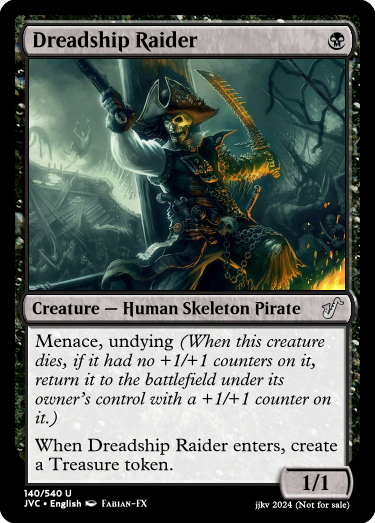 Dreadship Raider
Creature — Human Skeleton Pirate
Menace, undying (When this creature
dies, if it had no +1/+1 counters on it,
return it to the battlefield under its
owner's control with a +1/+1 counter on
it.)
When Dreadship Raider enters, create
a Treasure token.
1/1
140/540 U
JVC • English Fabian-FX
jjkv 2024 (Not for sale)